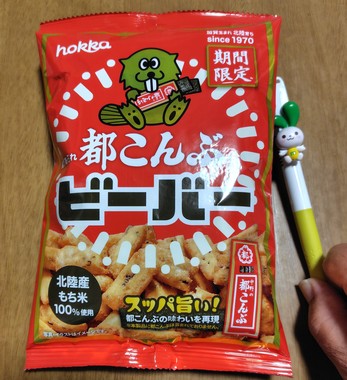 hokka
since 1970
期間
限定
都こんぶ
ビーバー
北陸産
もち米
100%使用
スッパ旨い!
都こんぶの味わいを再現
都こんぶ